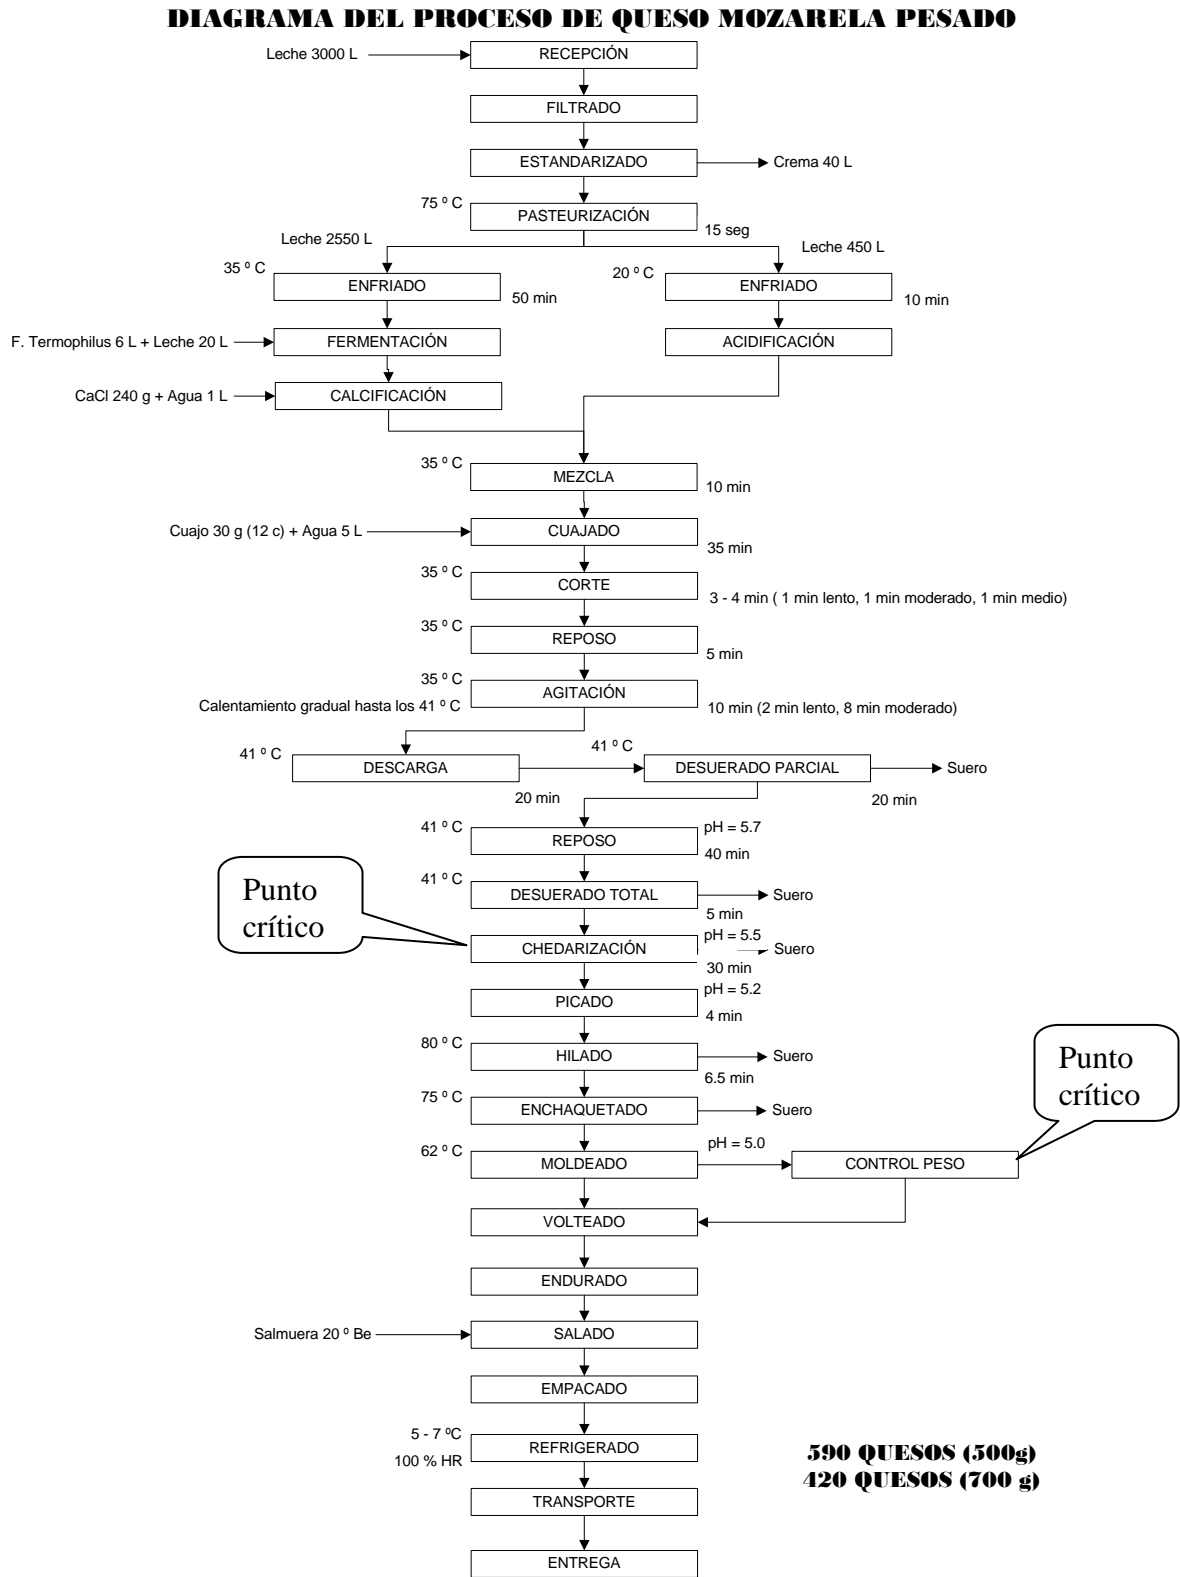 DIAGRAMA DEL PROCESO DE QUESO MOZARELA PESADO
Leche 3000 L
RECEPCIÓN
FILTRADO
ESTANDARIZADO
Crema 40 L
75 º C
PASTEURIZACIÓN
15 seg
Leche 2550 L
Leche 450 L
35 º C
ENFRIADO
50 min
20 º C
ENFRIADO
10 min
F. Termophilus 6 L + Leche 20 L
FERMENTACIÓN
ACIDIFICACIÓN
CaCl 240 g + Agua 1 L
CALCIFICACIÓN
35 º C
MEZCLA
10 min
Cuajo 30 g (12 c) + Agua 5 L
CUAJADO
35 min
35 º C
CORTE
3 - 4 min ( 1 min lento, 1 min moderado, 1 min medio)
35 º C
REPOSO
5 min
35 º C
AGITACIÓN
Calentamiento gradual hasta los 41 º C
10 min (2 min lento, 8 min moderado)
41 º C
DESCARGA
20 min
41 º C
DESUERADO PARCIAL
Suero
20 min
41 º C
REPOSO
pH = 5.7
40 min
41 º C
DESUERADO TOTAL
Suero
5 min
Punto
crítico
CHEDARIZACIÓN
pH = 5.5
Suero
30 min
PICADO
pH = 5.2
4 min
80 º C
HILADO
Suero
6.5 min
75 º C
ENCHAQUETADO
Suero
Punto
crítico
62 º C
MOLDEADO
pH = 5.0
CONTROL PESO
VOLTEADO
ENDURADO
Salmuera 20 º Be
SALADO
EMPACADO
5 - 7 ºC
100 % HR
REFRIGERADO
590 QUESOS (500g)
420 QUESOS (700 g)
TRANSPORTE
ENTREGA